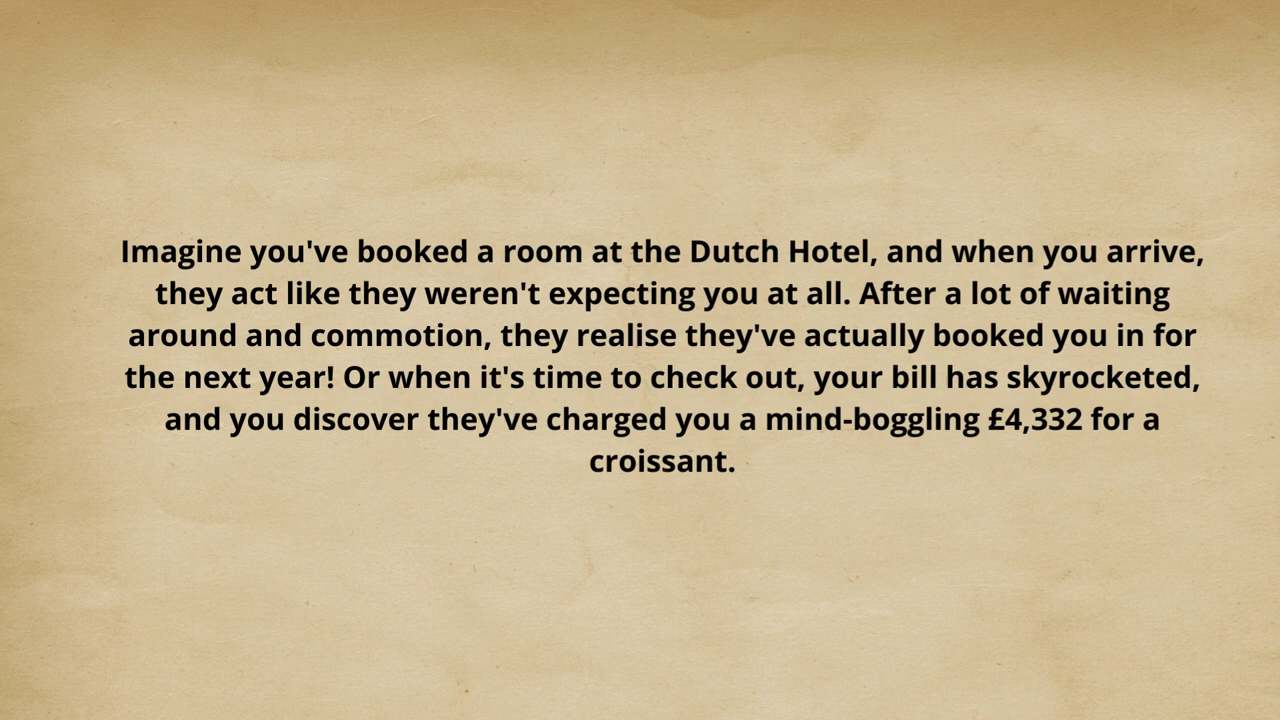 Imagine you've booked a room at the Dutch Hotel, and when you arrive,
they act like they weren't expecting you at all. After a lot of waiting
around and commotion, they realise they've actually booked you in for
the next year! Or when it's time to check out, your bill has skyrocketed,
and you discover they've charged you a mind-boggling £4,332 for a
croissant.